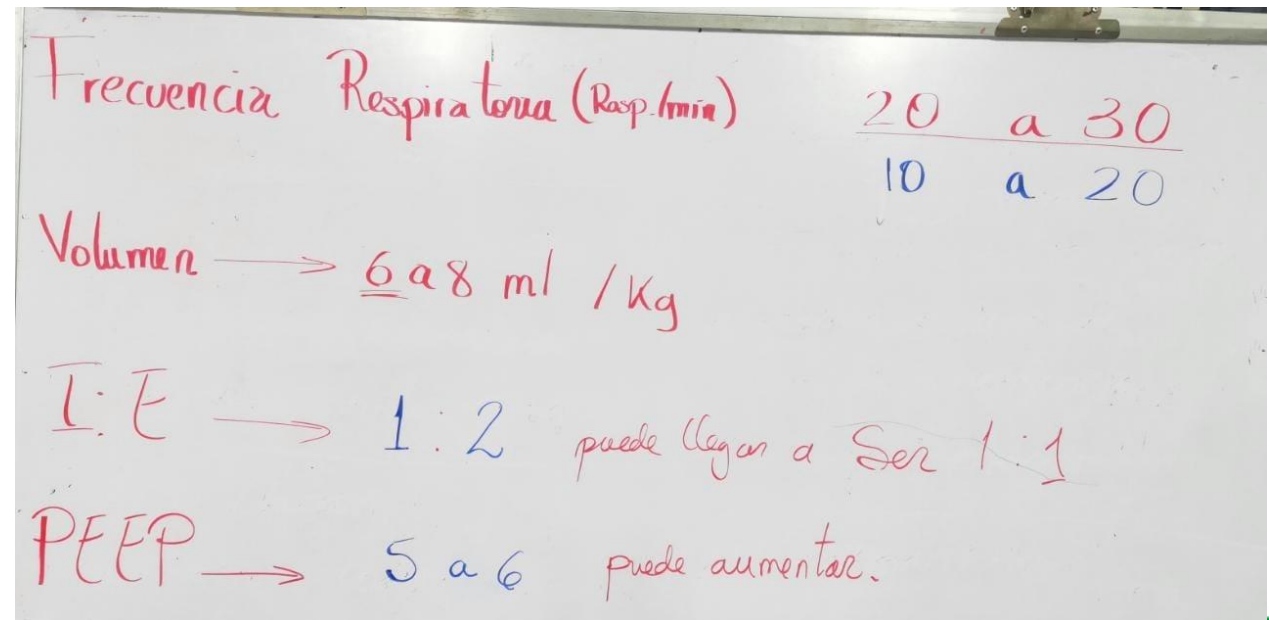 Frecuencia Respiratoria (Resp./min) 20 a 30
10 a 20
Volumen → 6 a 8 ml / Kg
I:E → 1:2 puede llegar a Ser 1:1
PEEP → 5 a 6 puede aumentar.